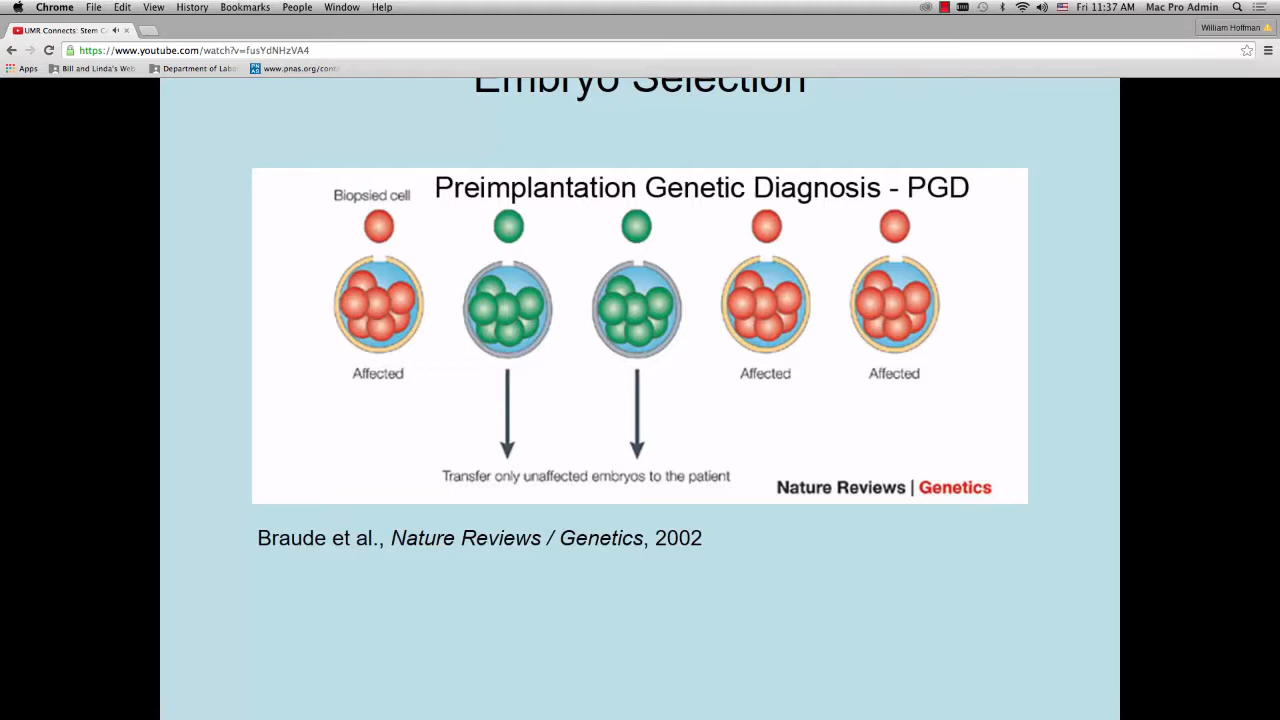 Chrome File Edit View History Bookmarks People Window Help Fri 11:37 AM Mac Pro Admin
UMR Connects: Stem C
William Hoffman
https://www.youtube.com/watch?v=fusYdNHzVA4
Apps Bill and Linda's Web Department of Labo www.pnas.org/cont
Embryo Selection
Preimplantation Genetic Diagnosis - PGD
Biopsied cell
Affected Affected Affected
Transfer only unaffected embryos to the patient
Nature Reviews | Genetics
Braude et al., Nature Reviews / Genetics, 2002